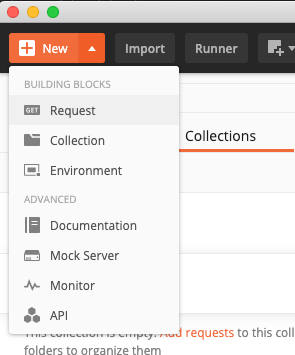 New
Import
Runner
BUILDING BLOCKS
GET Request
Collection
Environment
ADVANCED
Documentation
Mock Server
Monitor
API
Collections
This collection is empty. Add requests to this coll
folders to organize them